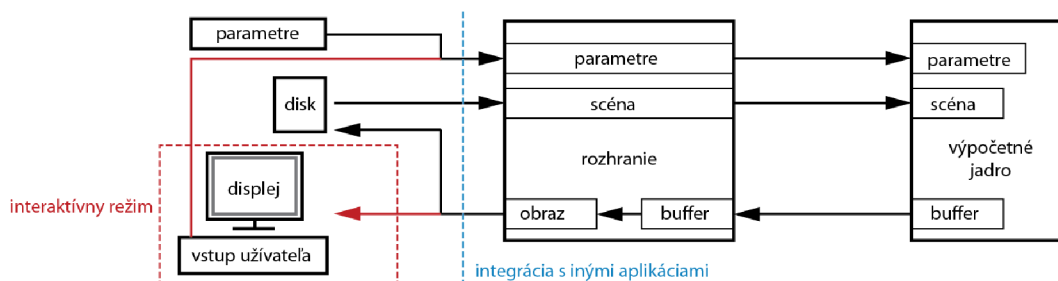 parametre
disk
displej
interaktívny režim
vstup užívateľa
integrácia s inými aplikáciami
parametre
scéna
rozhranie
obraz
buffer
parametre
scéna
výpočetné
jadro
buffer